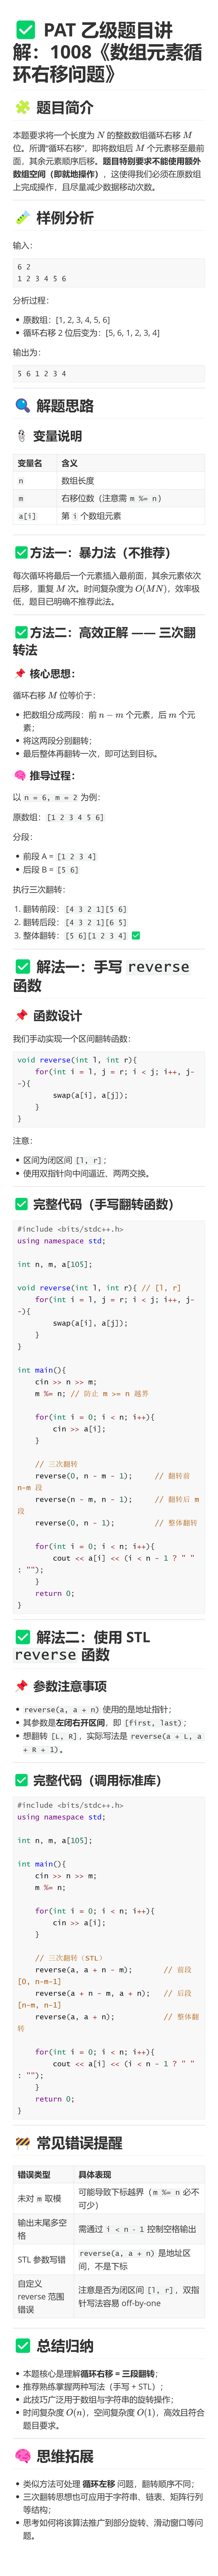 ✅ PAT 乙级题目讲
解：1008《数组元素循
环右移问题》
🧩 题目简介
本题要求将一个长度为 N 的整数数组循环右移 M
位。所谓“循环右移”，即将数组后 M 个元素移至最前
面，其余元素顺序后移。题目特别要求不能使用额外
数组空间（即就地操作），这使得我们必须在原数组
上完成操作，且尽量减少数据移动次数。
🧪 样例分析
输入：
6 2
1 2 3 4 5 6
分析过程：
• 原数组：[1, 2, 3, 4, 5, 6]
• 循环右移 2 位后变为：[5, 6, 1, 2, 3, 4]
输出为：
5 6 1 2 3 4
🔍 解题思路
🖇 变量说明
变量名 含义
n 数组长度
m 右移位数（注意需 m %= n）
a[i] 第 i 个数组元素
✅方法一：暴力法（不推荐）
每次循环将最后一个元素插入最前面，其余元素依次
后移，重复 M 次。时间复杂度为 O(MN)，效率极
低，题目已明确不推荐此法。
✅方法二：高效正解 —— 三次翻
转法
📌 核心思想：
循环右移 M 位等价于：
• 把数组分成两段：前 n − m 个元素，后 m 个元
素；
• 将这两段分别翻转；
• 最后整体再翻转一次，即可达到目标。
🧠 推导过程：
以 n = 6, m = 2 为例：
原数组：[1 2 3 4 5 6]
分段：
• 前段 A = [1 2 3 4]
• 后段 B = [5 6]
执行三次翻转：
1. 翻转前段：[4 3 2 1][5 6]
2. 翻转后段：[4 3 2 1][6 5]
3. 整体翻转：[5 6][1 2 3 4] ✅
✅ 解法一：手写 reverse
函数
📌 函数设计
我们手动实现一个区间翻转函数：
void reverse(int l, int r){
for(int i = l, j = r; i < j; i++, j-
-){
swap(a[i], a[j]);
}
}
注意：
• 区间为闭区间 [l, r]；
• 使用双指针向中间逼近、两两交换。
✅ 完整代码（手写翻转函数）
#include <bits/stdc++.h>
using namespace std;
int n, m, a[105];
void reverse(int l, int r){ // [l, r]
for(int i = l, j = r; i < j; i++, j-
-){
swap(a[i], a[j]);
}
}
int main(){
cin >> n >> m;
m %= n; // 防止 m >= n 越界
for(int i = 0; i < n; i++){
cin >> a[i];
}
// 三次翻转
reverse(0, n - m - 1); // 翻转前
n-m 段
reverse(n - m, n - 1); // 翻转后 m
段
reverse(0, n - 1); // 整体翻转
for(int i = 0; i < n; i++){
cout << a[i] << (i < n - 1 ? " "
: "");
}
return 0;
}
✅ 解法二：使用 STL
reverse 函数
📌 参数注意事项
• reverse(a, a + n) 使用的是地址指针；
• 其参数是左闭右开区间，即 [first, last)；
• 想翻转 [L, R]，实际写法是 reverse(a + L, a
+ R + 1)。
✅ 完整代码（调用标准库）
#include <bits/stdc++.h>
using namespace std;
int n, m, a[105];
int main(){
cin >> n >> m;
m %= n;
for(int i = 0; i < n; i++){
cin >> a[i];
}
// 三次翻转（STL）
reverse(a, a + n - m); // 前段
[0, n-m-1]
reverse(a + n - m, a + n); // 后段
[n-m, n-1]
reverse(a, a + n); // 整体翻
转
for(int i = 0; i < n; i++){
cout << a[i] << (i < n - 1 ? " "
: "");
}
return 0;
}
🚧 常见错误提醒
错误类型 具体表现
未对 m 取模 可能导致下标越界（m %= n 必不
可少）
输出末尾多空
格 需通过 i < n - 1 控制空格输出
STL 参数写错 reverse(a, a + n) 是地址区
间，不是下标
自定义
reverse 范围
错误 注意是否为闭区间 [l, r]，双指
针写法容易 off-by-one
✅ 总结归纳
• 本题核心是理解循环右移 = 三段翻转；
• 推荐熟练掌握两种写法（手写 + STL）；
• 此技巧广泛用于数组与字符串的旋转操作；
• 时间复杂度 O(n)，空间复杂度 O(1)，高效且符合
题目要求。
🧠 思维拓展
• 类似方法可处理 循环左移 问题，翻转顺序不同；
• 三次翻转思想也可应用于字符串、链表、矩阵行列
等结构；
• 思考如何将该算法推广到部分旋转、滑动窗口等问
题。